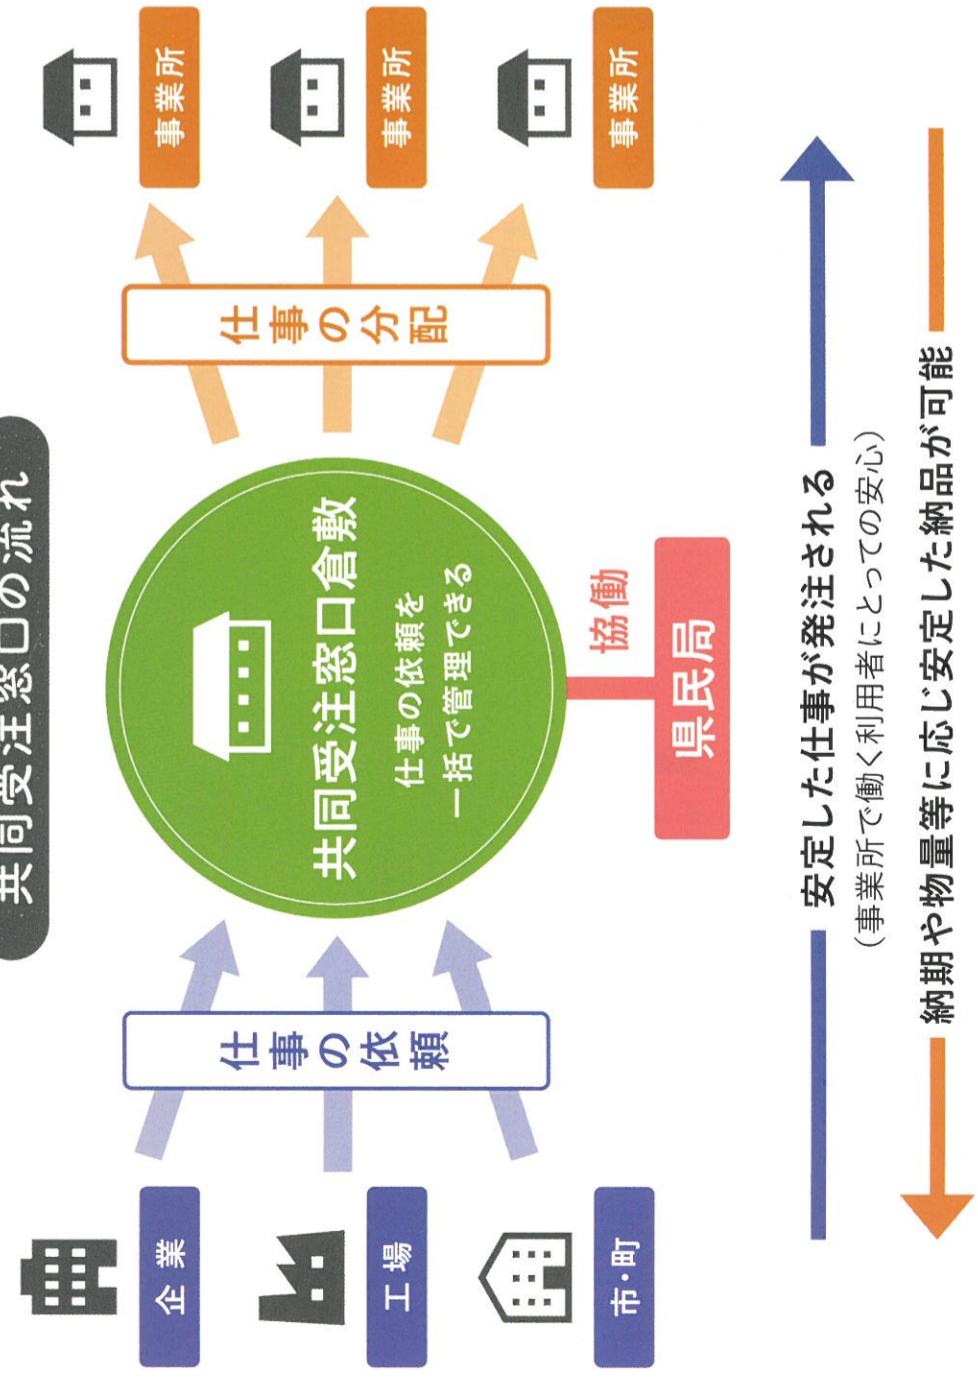 共同受注窓口の流れ
企業
工場
市・町
仕事の依頼
共同受注窓口倉敷
仕事の依頼を
一括で管理できる
協働
県民局
仕事の分配
事業所
事業所
事業所
安定した仕事が発注される
（事業所で働く利用者にとっての安心）
納期や物量等に応じ安定した納品が可能